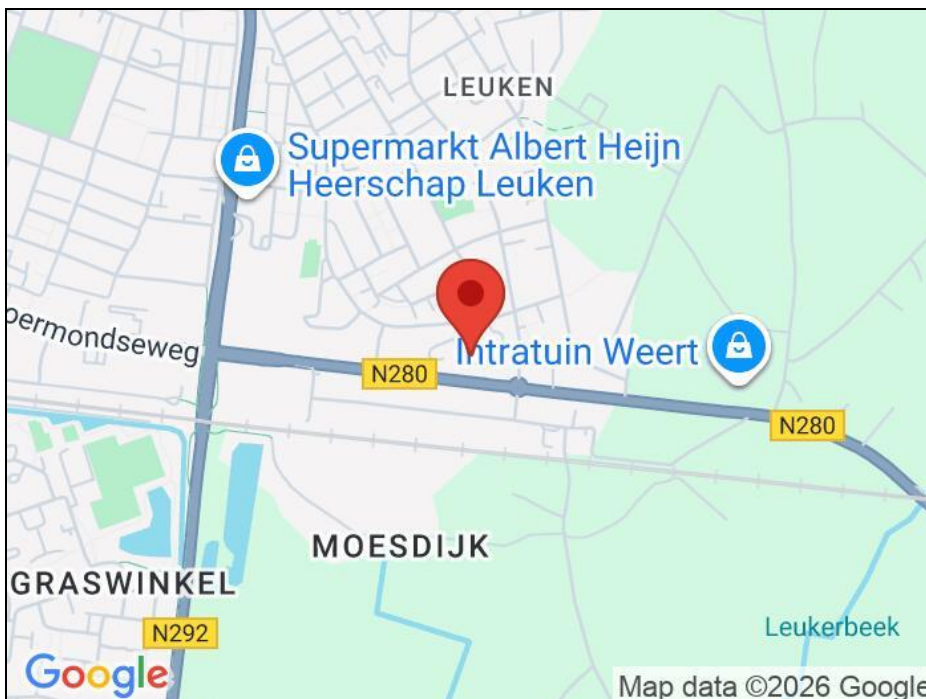 LEUKEN
Supermarkt Albert Heijn
Heerschap Leuken
permondseweg
Intratuin Weert
N280
N280
MOESDIJK
GRASWINKEL
N292
Leukerbeek
Google
Map data ©2026 Google